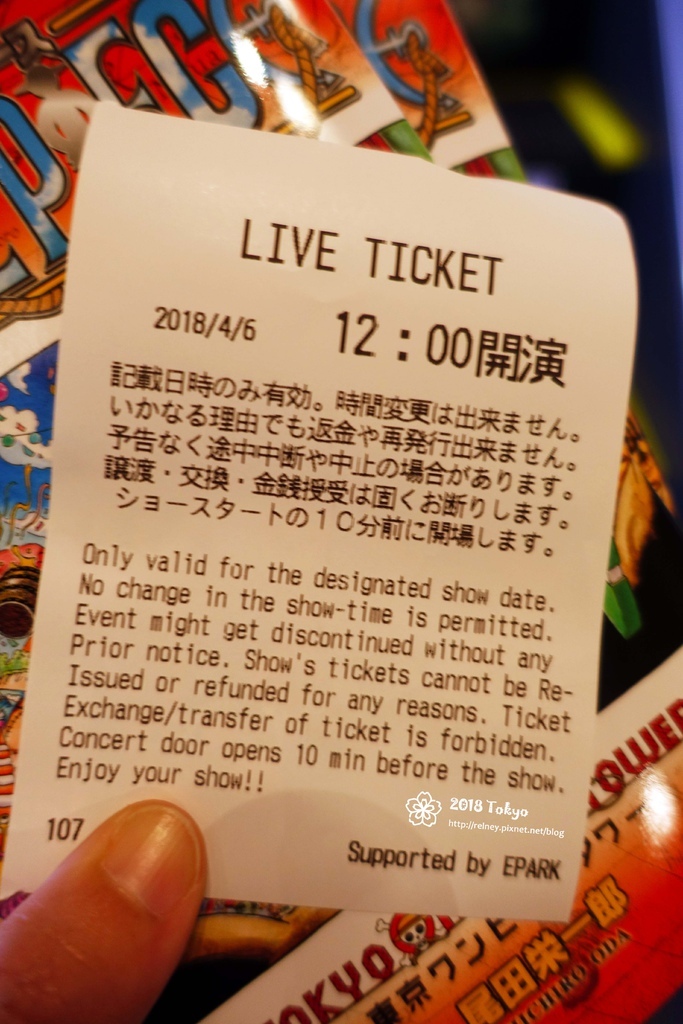 LIVE TICKET
2018/4/6 12：00開演
記載日時のみ有効。時間変更は出来ません。
いかなる理由でも返金や再発行出来ません。
予告なく途中中断や中止の場合があります。
譲渡・交換・金銭授受は固くお断りします。
ショースタートの１０分前に開場します。
Only valid for the designated show date.
No change in the show-time is permitted.
Event might get discontinued without any
Prior notice. Show's tickets cannot be Re-
Issued or refunded for any reasons. Ticket
Exchange/transfer of ticket is forbidden.
Concert door opens 10 min before the show.
Enjoy your show!!
107
Supported by EPARK
2018 Tokyo
http://relney.pixnet.net/blog
TOKYO
TOWER
東京ワンピ
タワー
尾田栄一郎
EIICHIRO ODA